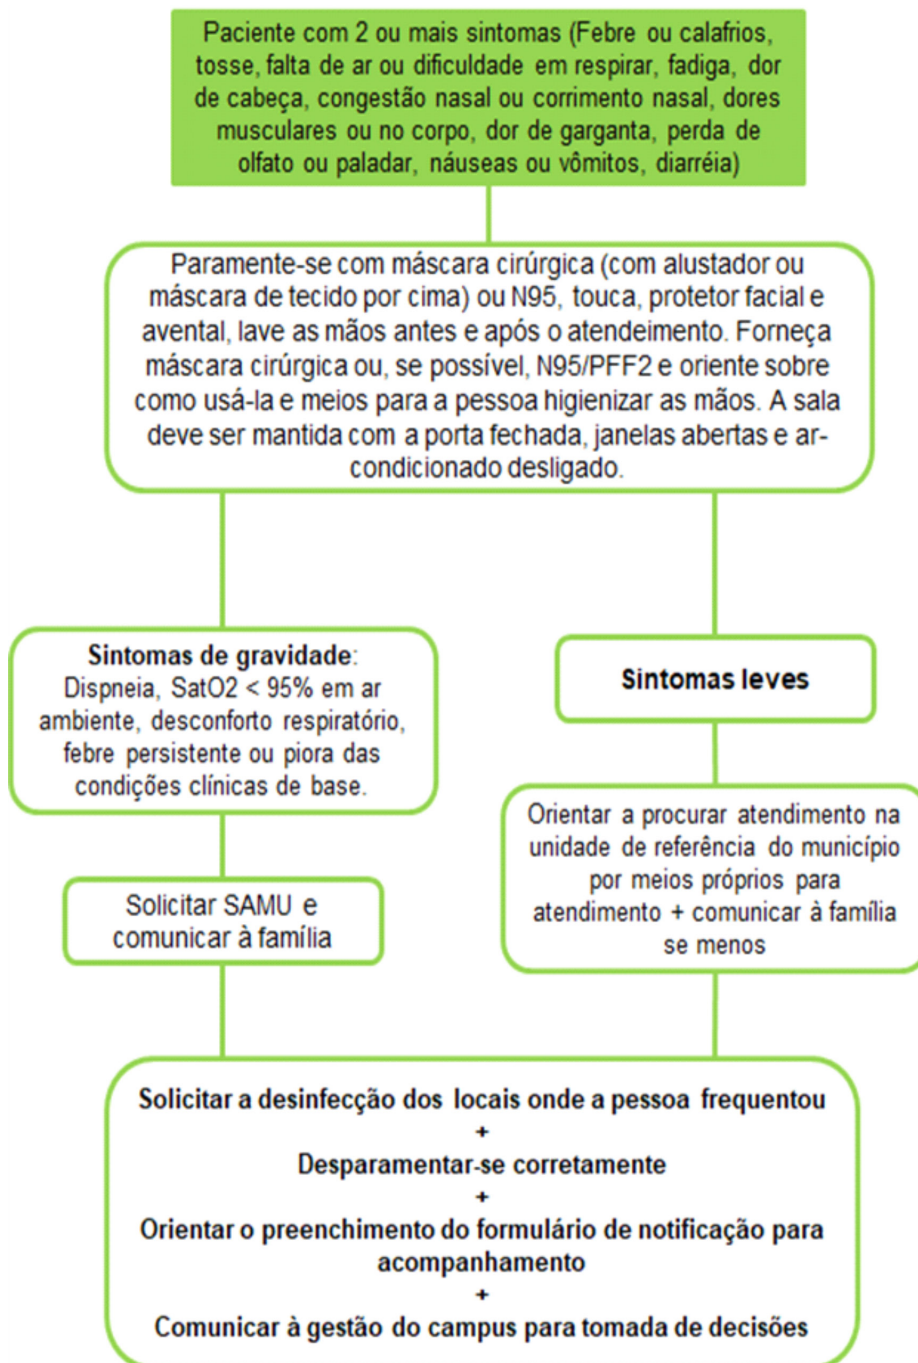 Paciente com 2 ou mais sintomas (Febre ou calafrios,
tosse, falta de ar ou dificuldade em respirar, fadiga, dor
de cabeça, congestão nasal ou corrimento nasal, dores
musculares ou no corpo, dor de garganta, perda de
olfato ou paladar, náuseas ou vômitos, diarréia)
Paramente-se com máscara cirúrgica (com alustador ou
máscara de tecido por cima) ou N95, touca, protetor facial e
avental, lave as mãos antes e após o atendeimento. Forneça
máscara cirúrgica ou, se possível, N95/PFF2 e oriente sobre
como usá-la e meios para a pessoa higienizar as mãos. A sala
deve ser mantida com a porta fechada, janelas abertas e ar-
condicionado desligado.
Sintomas de gravidade:
Dispneia, SatO2 < 95% em ar
ambiente, desconforto respiratório,
febre persistente ou piora das
condições clínicas de base.
Solicitar SAMU e
comunicar à família
Sintomas leves
Orientar a procurar atendimento na
unidade de referência do município
por meios próprios para
atendimento + comunicar à família
se menos
Solicitar a desinfecção dos locais onde a pessoa frequentou
+
Desparamentar-se corretamente
+
Orientar o preenchimento do formulário de notificação para
acompanhamento
+
Comunicar à gestão do campus para tomada de decisões